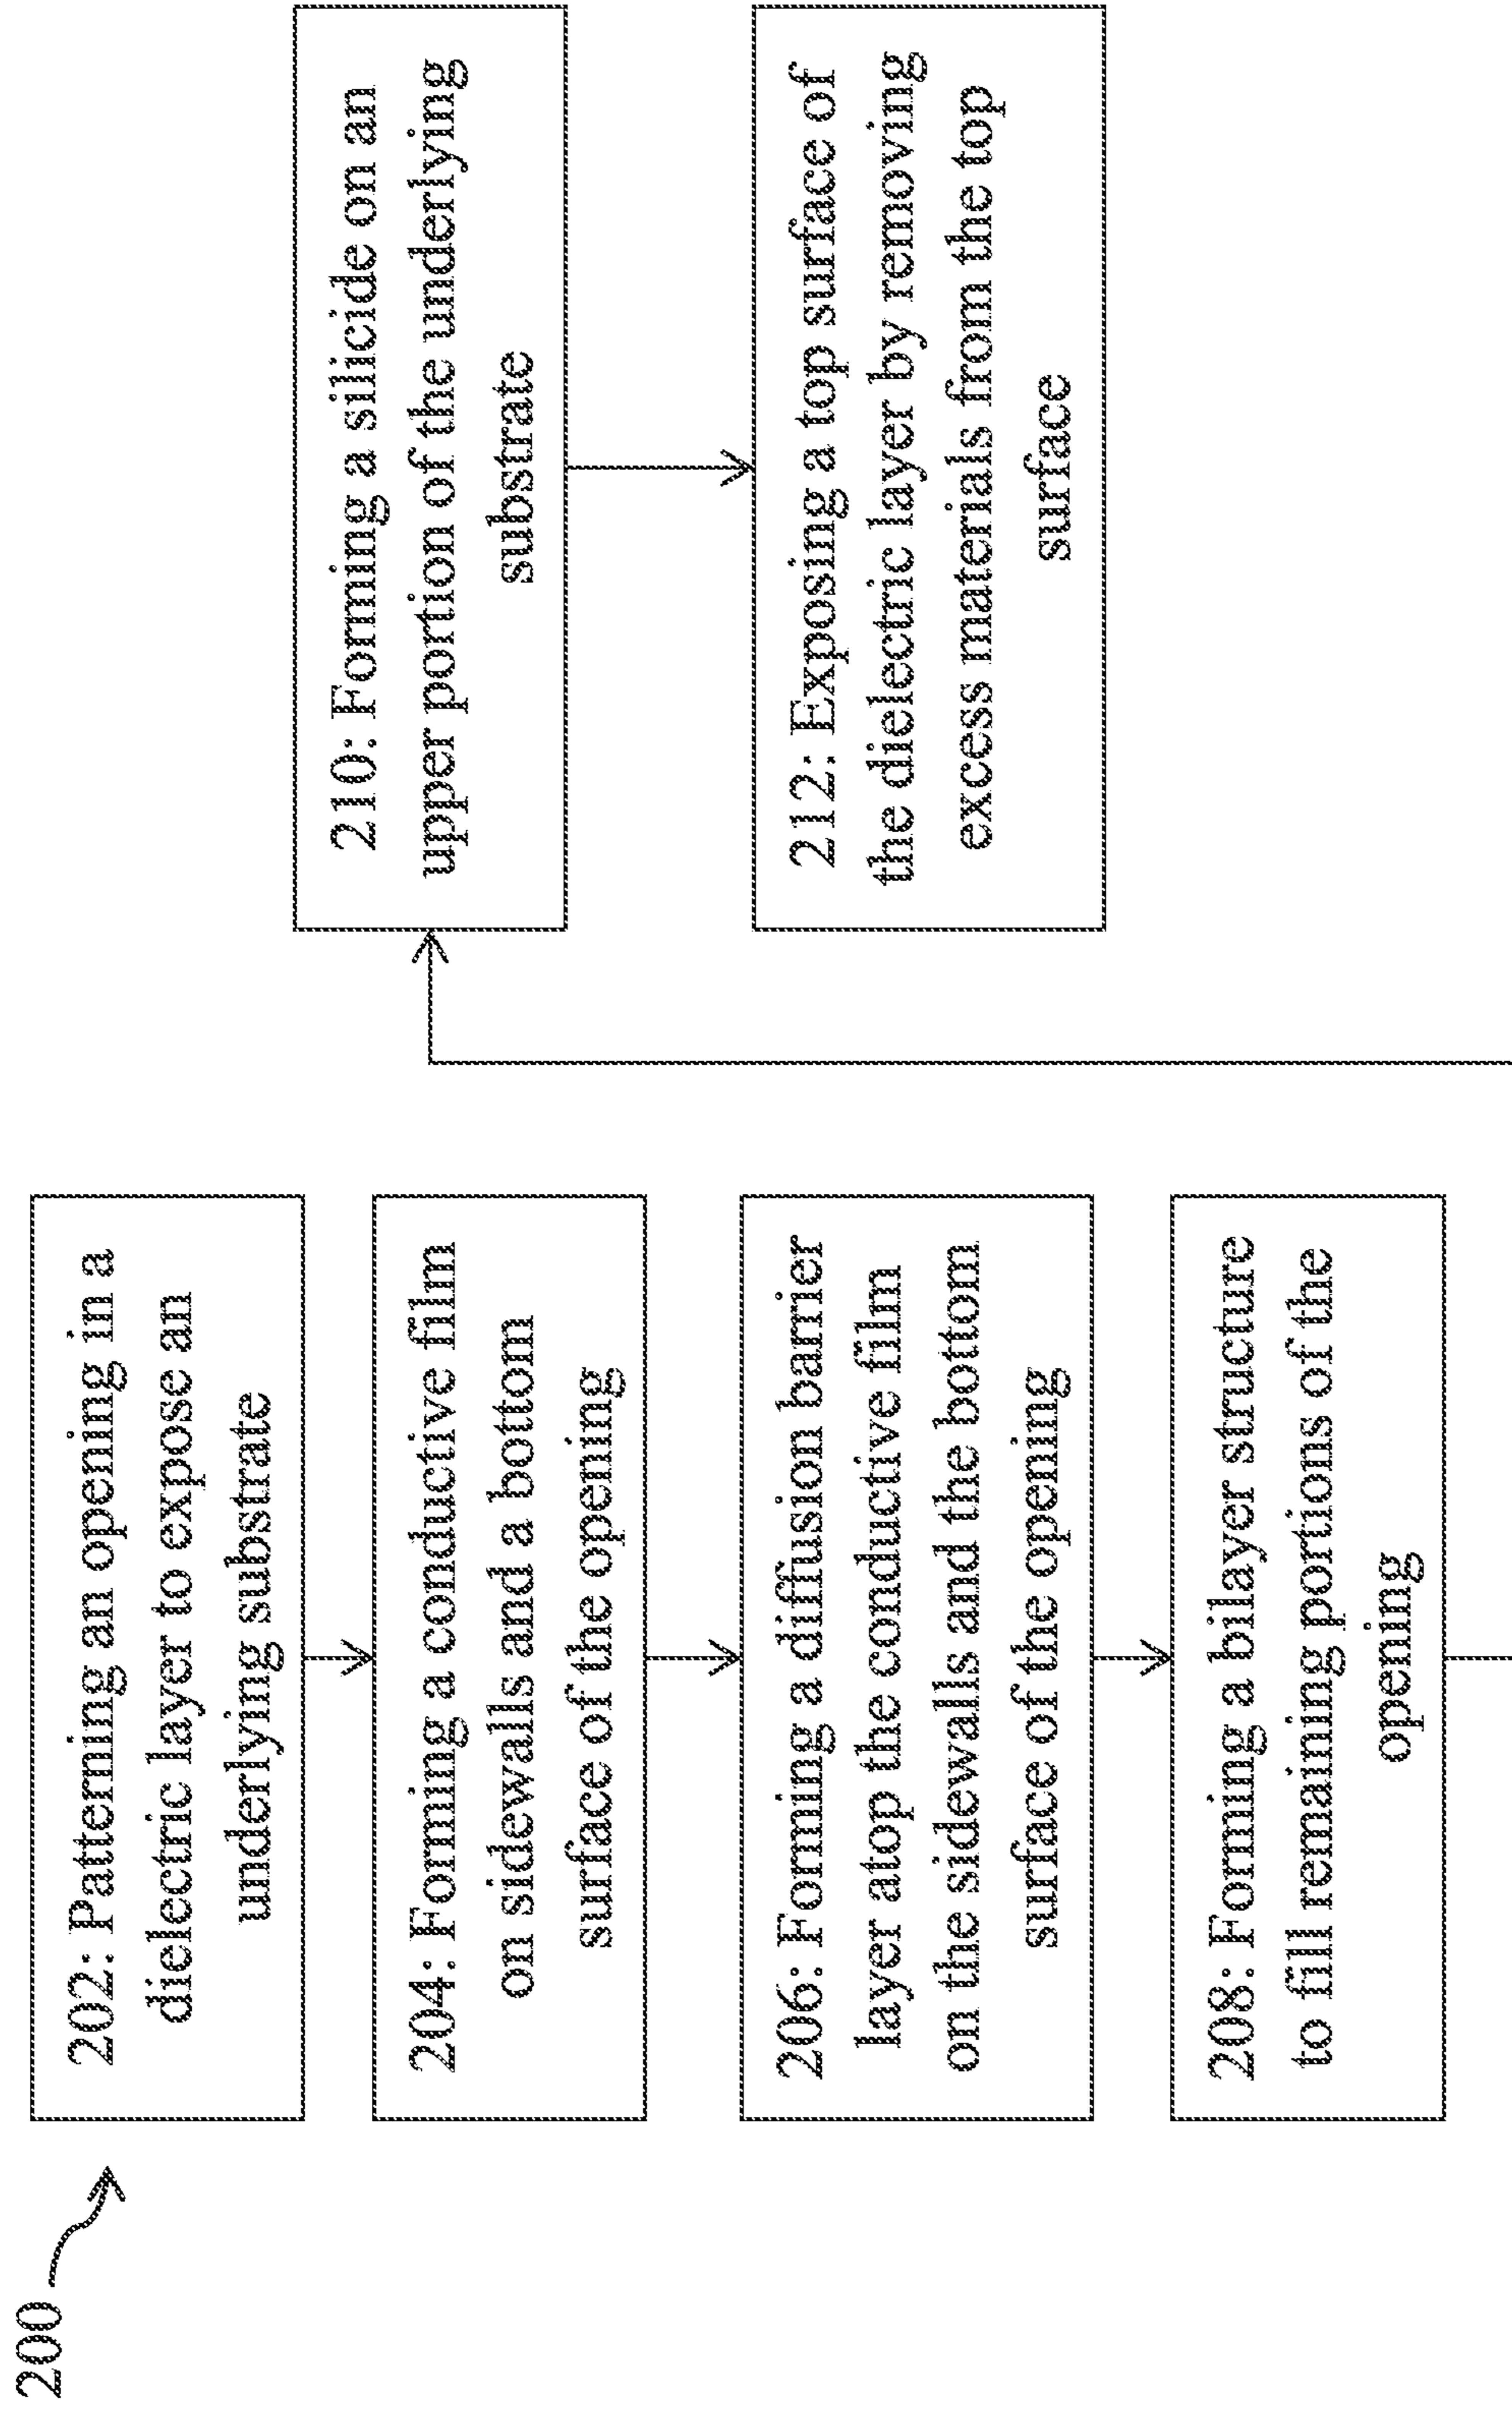 200
202: Patterning an opening in a
dielectric layer to expose an
underlying substrate
204: Forming a conductive film
on sidewalls and a bottom
surface of the opening
206: Forming a diffusion barrier
layer atop the conductive film
on the sidewalls and the bottom
surface of the opening
208: Forming a bilayer structure
to fill remaining portions of the
opening
210: Forming a silicide on an
upper portion of the underlying
substrate
212: Exposing a top surface of
the dielectric layer by removing
excess materials from the top
surface